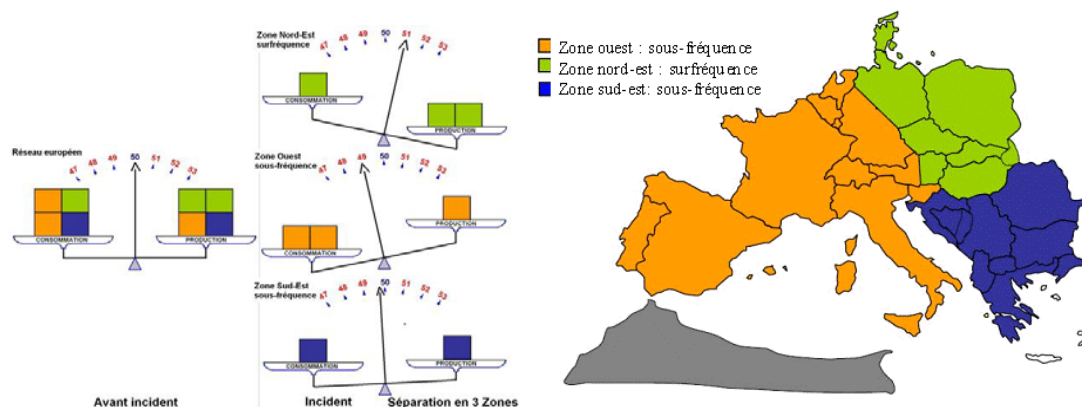 Réseau européen
47 48 49 50 51 52 53
CONSOMMATION
PRODUCTION
Avant incident
Zone Nord-Est
surfréquence
47 48 49 50 51 52 53
CONSOMMATION
PRODUCTION
Zone Ouest
sous-fréquence
47 48 49 50 51 52 53
CONSOMMATION
PRODUCTION
Zone Sud-Est
sous-fréquence
47 48 49 50 51 52 53
CONSOMMATION
PRODUCTION
Incident
Séparation en 3 Zones
Zone ouest : sous-fréquence
Zone nord-est : surfréquence
Zone sud-est: sous-fréquence